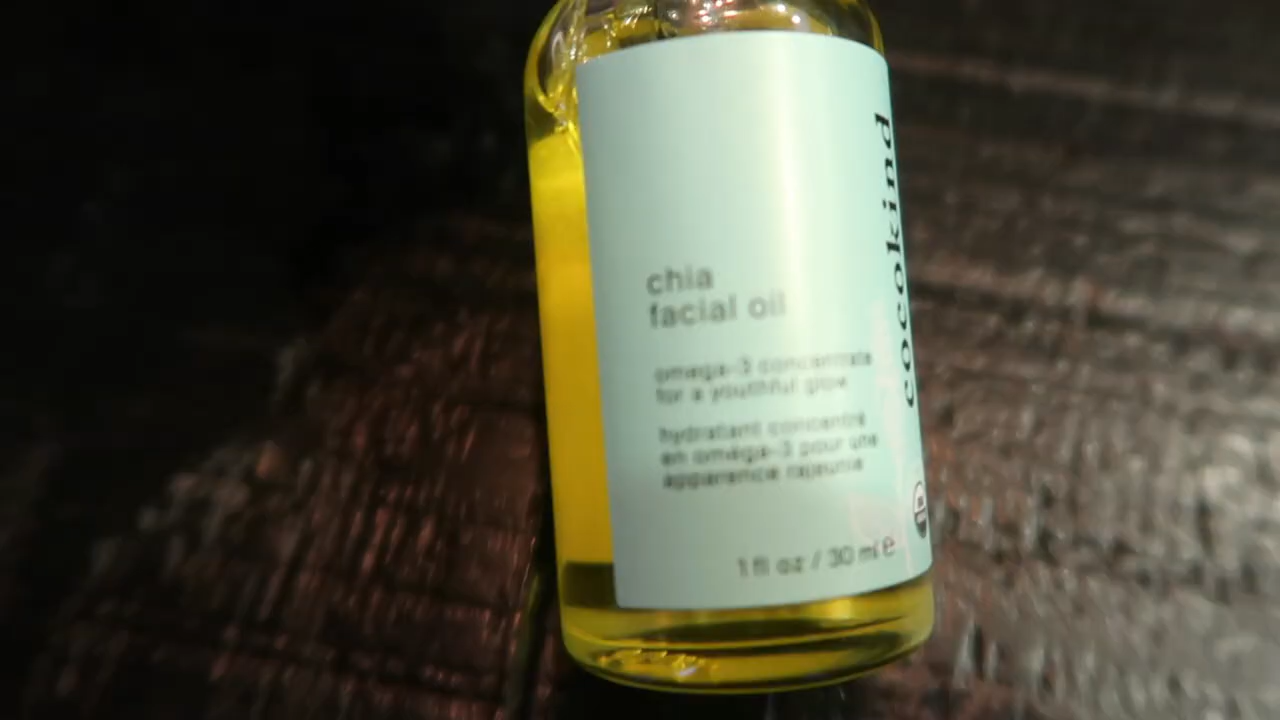 chia
facial oil
omega-3 concentrate
for a youthful glow
hydratant concentré
en oméga-3 pour une
apparence rajeunie
1 fl oz / 30 ml e
cocokind